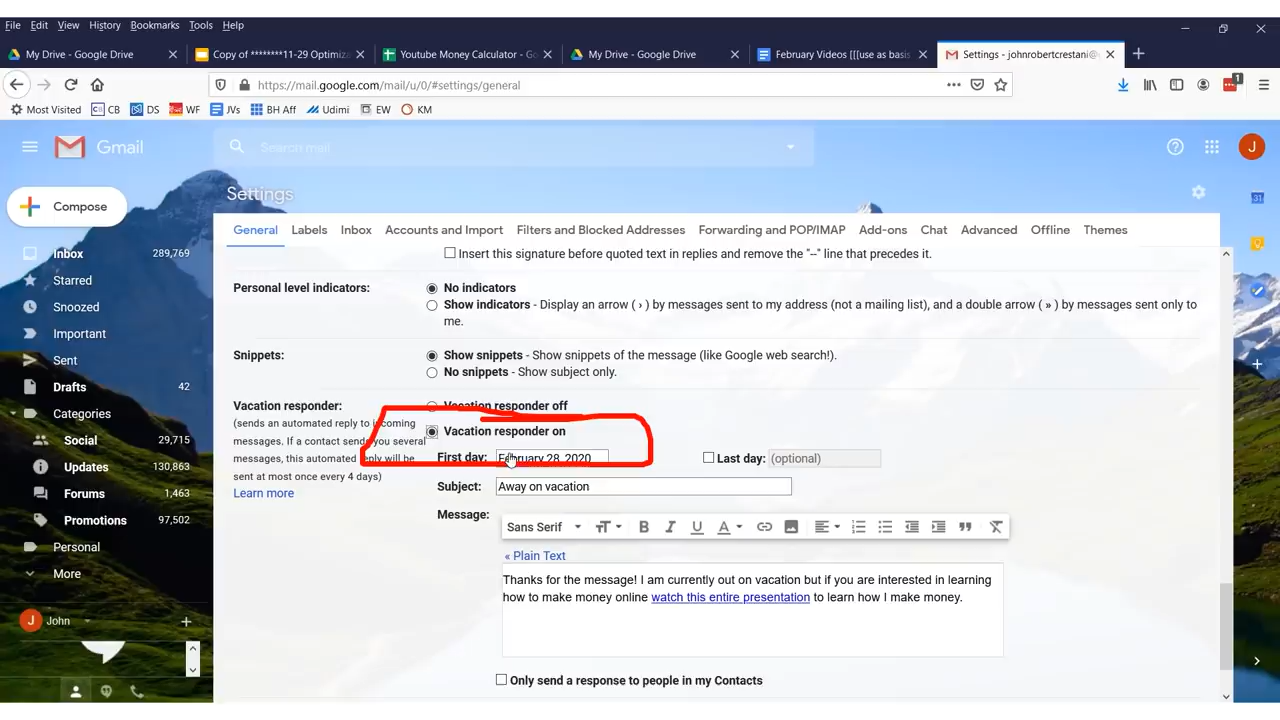 File Edit View History Bookmarks Tools Help
My Drive - Google Drive
Copy of ********11-29 Optimiza
Youtube Money Calculator - Go
My Drive - Google Drive
February Videos [[[use as basis
Settings - johnrobertcrestani@
https://mail.google.com/mail/u/0/#settings/general
1
Most Visited CB DS WF JVs BH Aff Udimi EW KM
Gmail
Search mail
J
Compose
Settings
31
General Labels Inbox Accounts and Import Filters and Blocked Addresses Forwarding and POP/IMAP Add-ons Chat Advanced Offline Themes
Inbox 289,769
Starred
Snoozed
Important
Sent
Drafts 42
Categories
Social 29,715
Updates 130,863
Forums 1,463
Promotions 97,502
Personal
More
J John
Insert this signature before quoted text in replies and remove the "--" line that precedes it.
Personal level indicators:
No indicators
Show indicators - Display an arrow ( › ) by messages sent to my address (not a mailing list), and a double arrow ( » ) by messages sent only to
me.
Snippets:
Show snippets - Show snippets of the message (like Google web search!).
No snippets - Show subject only.
Vacation responder:
(sends an automated reply to incoming
messages. If a contact sends you several
messages, this automated reply will be
sent at most once every 4 days)
Learn more
Vacation responder off
Vacation responder on
First day: February 28, 2020
Last day: (optional)
Subject: Away on vacation
Message:
Sans Serif B I U A
« Plain Text
Thanks for the message! I am currently out on vacation but if you are interested in learning
how to make money online watch this entire presentation to learn how I make money.
Only send a response to people in my Contacts